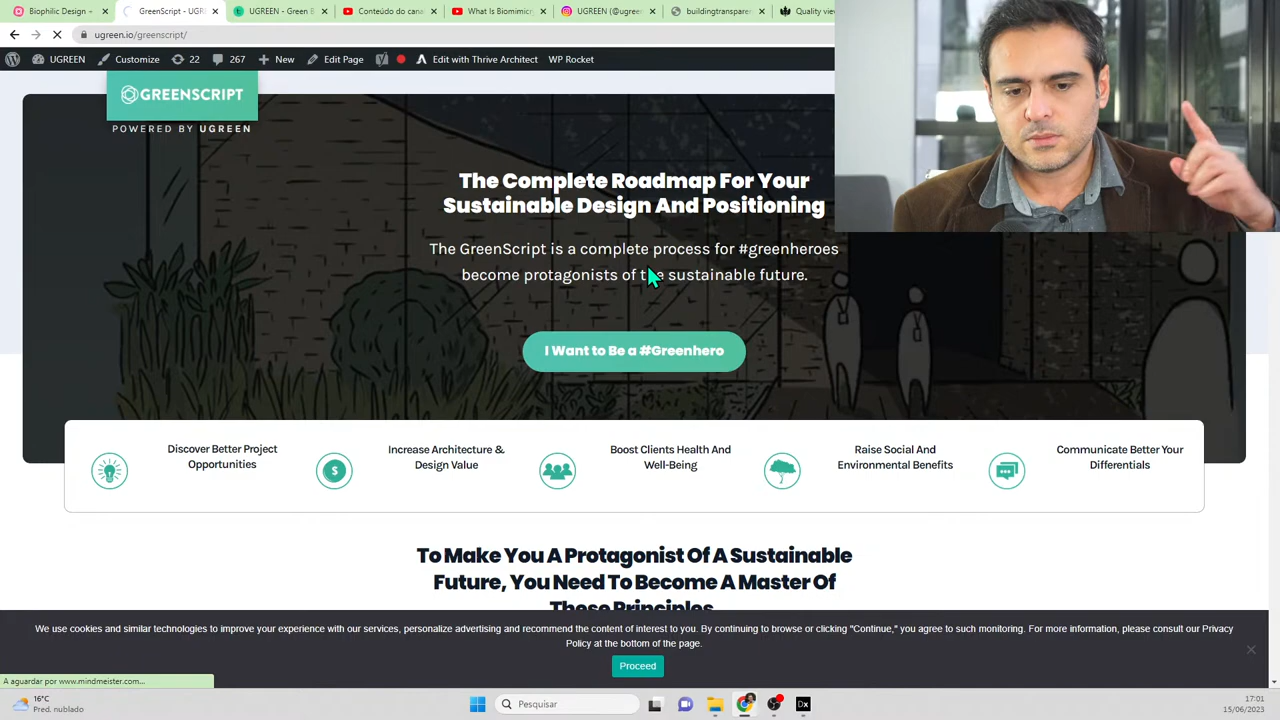 Biophilic Design –
GreenScript - UGRE
UGREEN - Green B
Conteúdo do canal
What Is Biomimicry
UGREEN (@ugreen
buildingtransphob
Quality view
ugreen.io/greenscript/
UGREEN
Customize
22
267
New
Edit Page
Edit with Thrive Architect
WP Rocket
GREENSCRIPT
POWERED BY UGREEN
The Complete Roadmap For Your
Sustainable Design And Positioning
The GreenScript is a complete process for #greenheroes
become protagonists of the sustainable future.
I Want to Be a #Greenhero
Discover Better Project
Opportunities
Increase Architecture &
Design Value
Boost Clients Health And
Well-Being
Raise Social And
Environmental Benefits
Communicate Better Your
Differentials
To Make You A Protagonist Of A Sustainable
Future, You Need To Become A Master Of
These Principles
We use cookies and similar technologies to improve your experience with our services, personalize advertising and recommend the content of interest to you. By continuing to browse or clicking "Continue," you agree to such monitoring. For more information, please consult our Privacy
Policy at the bottom of the page.
Proceed
A aguardar por www.mindmeister.com...
16°C
Pred. nublado
Pesquisar
Dx
17:01
15/06/2023